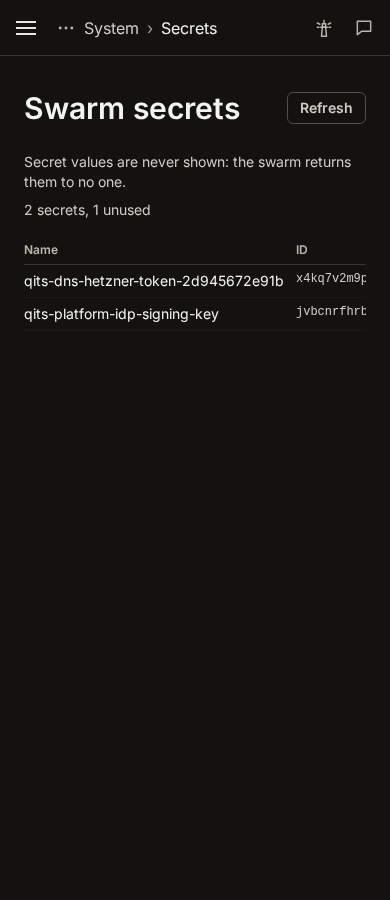 System › Secrets
Swarm secrets
Refresh
Secret values are never shown: the swarm returns
them to no one.
2 secrets, 1 unused
Name ID
qits-dns-hetzner-token-2d945672e91b x4kq7v2m9p
qits-platform-idp-signing-key jvbcnrfhrb